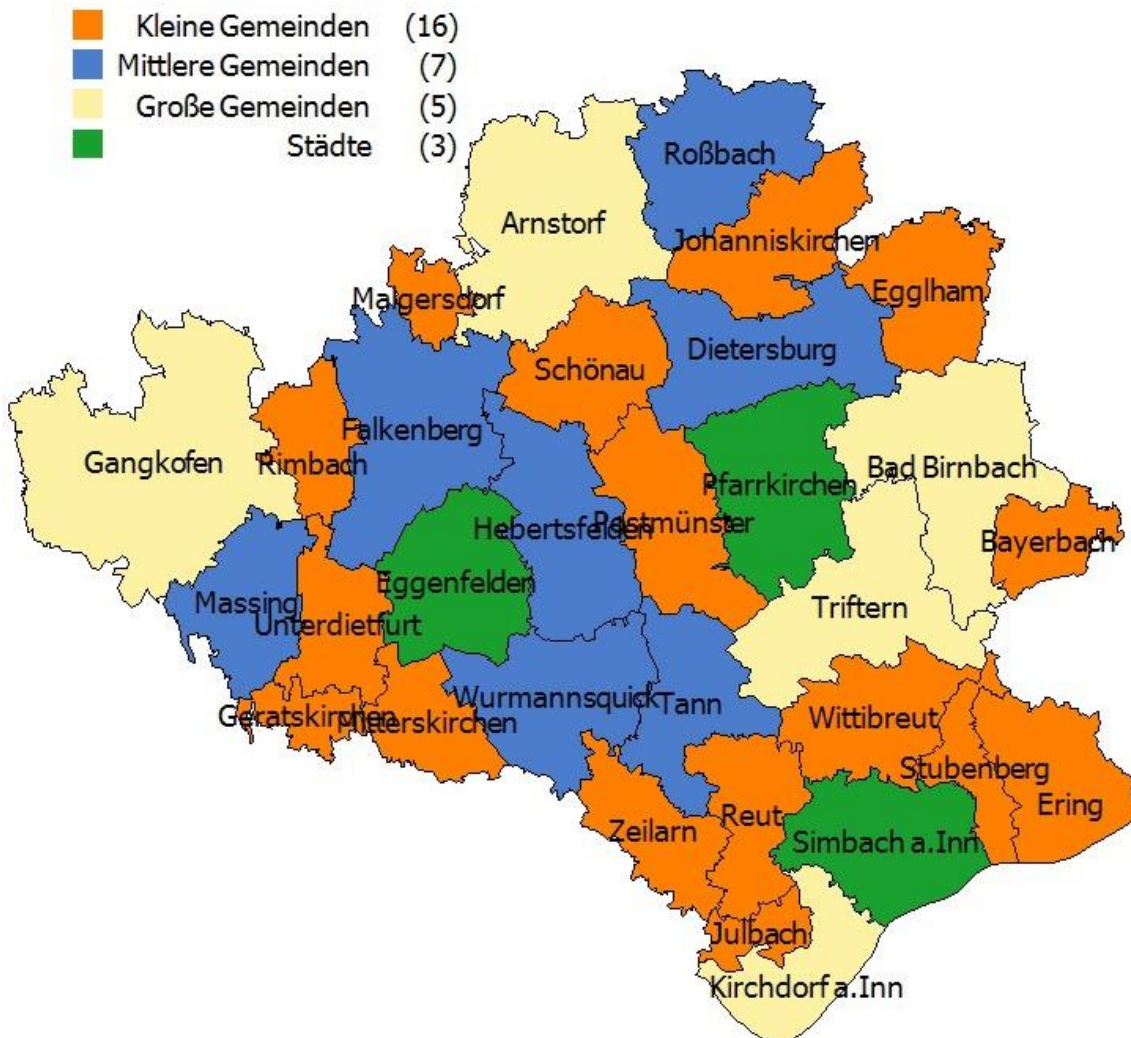 Kleine Gemeinden (16)
Mittlere Gemeinden (7)
Große Gemeinden (5)
Städte (3)
Roßbach
Arnstorf
Johanniskirchen
Egglham
Malgersdorf
Dietersburg
Schönau
Falkenberg
Gangkofen
Rimbach
Bad Birnbach
Pfarrkirchen
Hebertsfelden
Postmünster
Bayerbach
Eggenfelden
Massing
Triftern
Unterdietfurt
Wurmannsquick
Tann
Geratskirchen
Mitterskirchen
Wittibreut
Stubenberg
Ering
Reut
Zeilarn
Simbach a.Inn
Julbach
Kirchdorf a.Inn